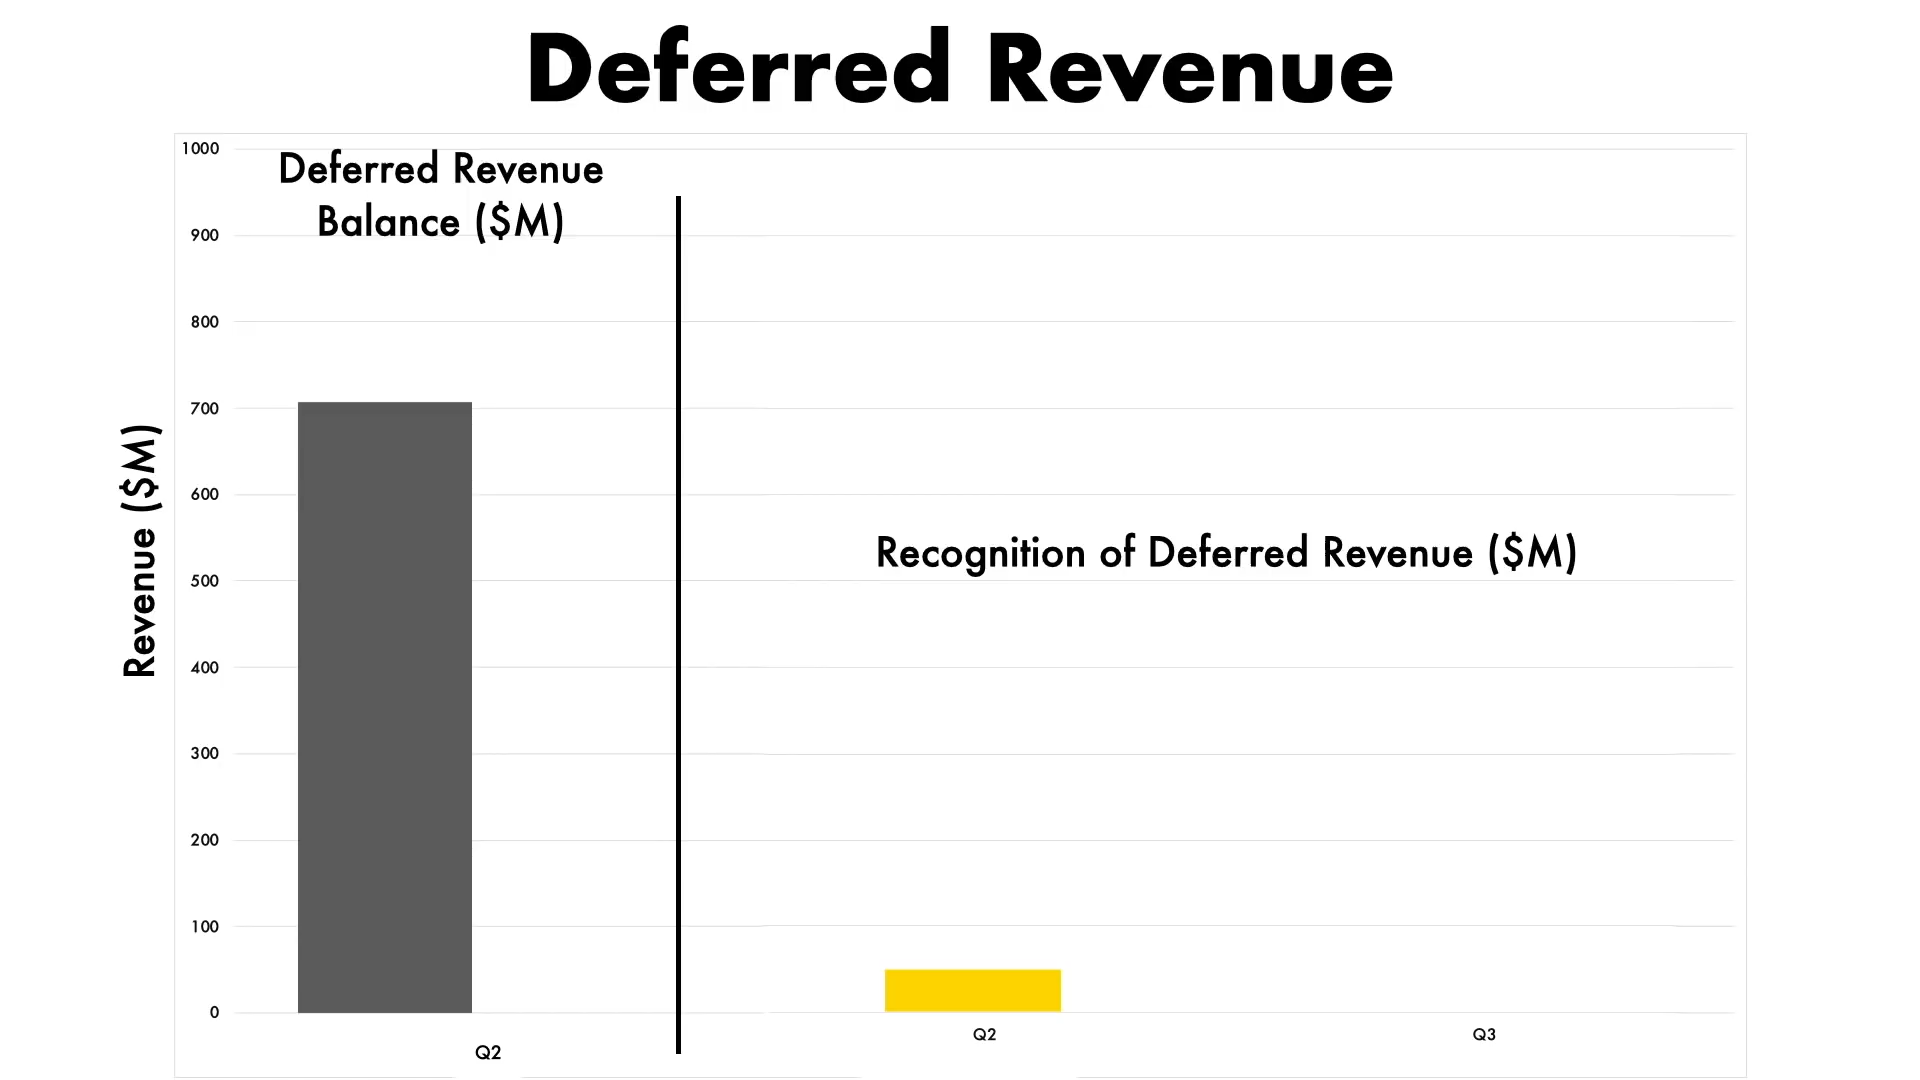 Deferred Revenue
Deferred Revenue
Balance ($M)
Revenue ($M)
1000
900
800
700
600
500
400
300
200
100
0
Q2
Recognition of Deferred Revenue ($M)
Q2
Q3